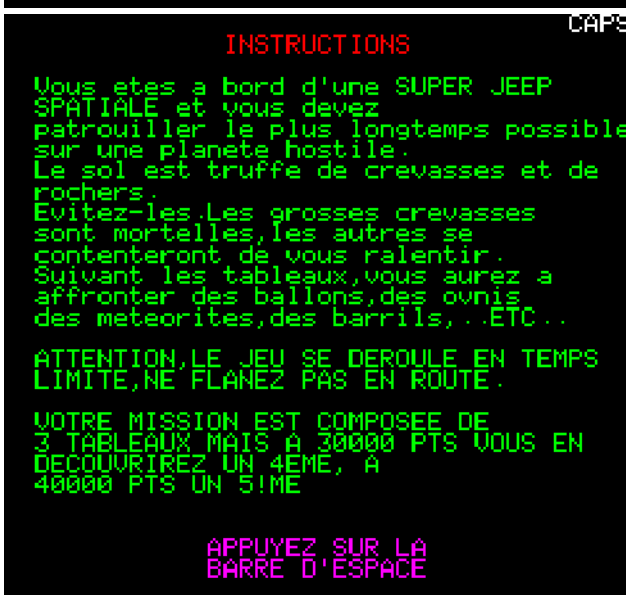 CAPS
INSTRUCTIONS
Vous etes a bord d'une SUPER JEEP
SPATIALE et vous devez
patrouiller le plus longtemps possible
sur une planete hostile.
Le sol est truffe de crevasses et de
rochers.
Evitez-les.Les grosses crevasses
sont mortelles,les autres se
contenteront de vous ralentir.
Suivant les tableaux,vous aurez a
affronter des ballons,des ovnis
des meteorites,des barrils,..ETC..
ATTENTION,LE JEU SE DEROULE EN TEMPS
LIMITE,NE FLANEZ PAS EN ROUTE.
VOTRE MISSION EST COMPOSEE DE
3 TABLEAUX MAIS A 30000 PTS VOUS EN
DECOUVRIREZ UN 4EME, A
40000 PTS UN 5!ME
APPUYEZ SUR LA
BARRE D'ESPACE